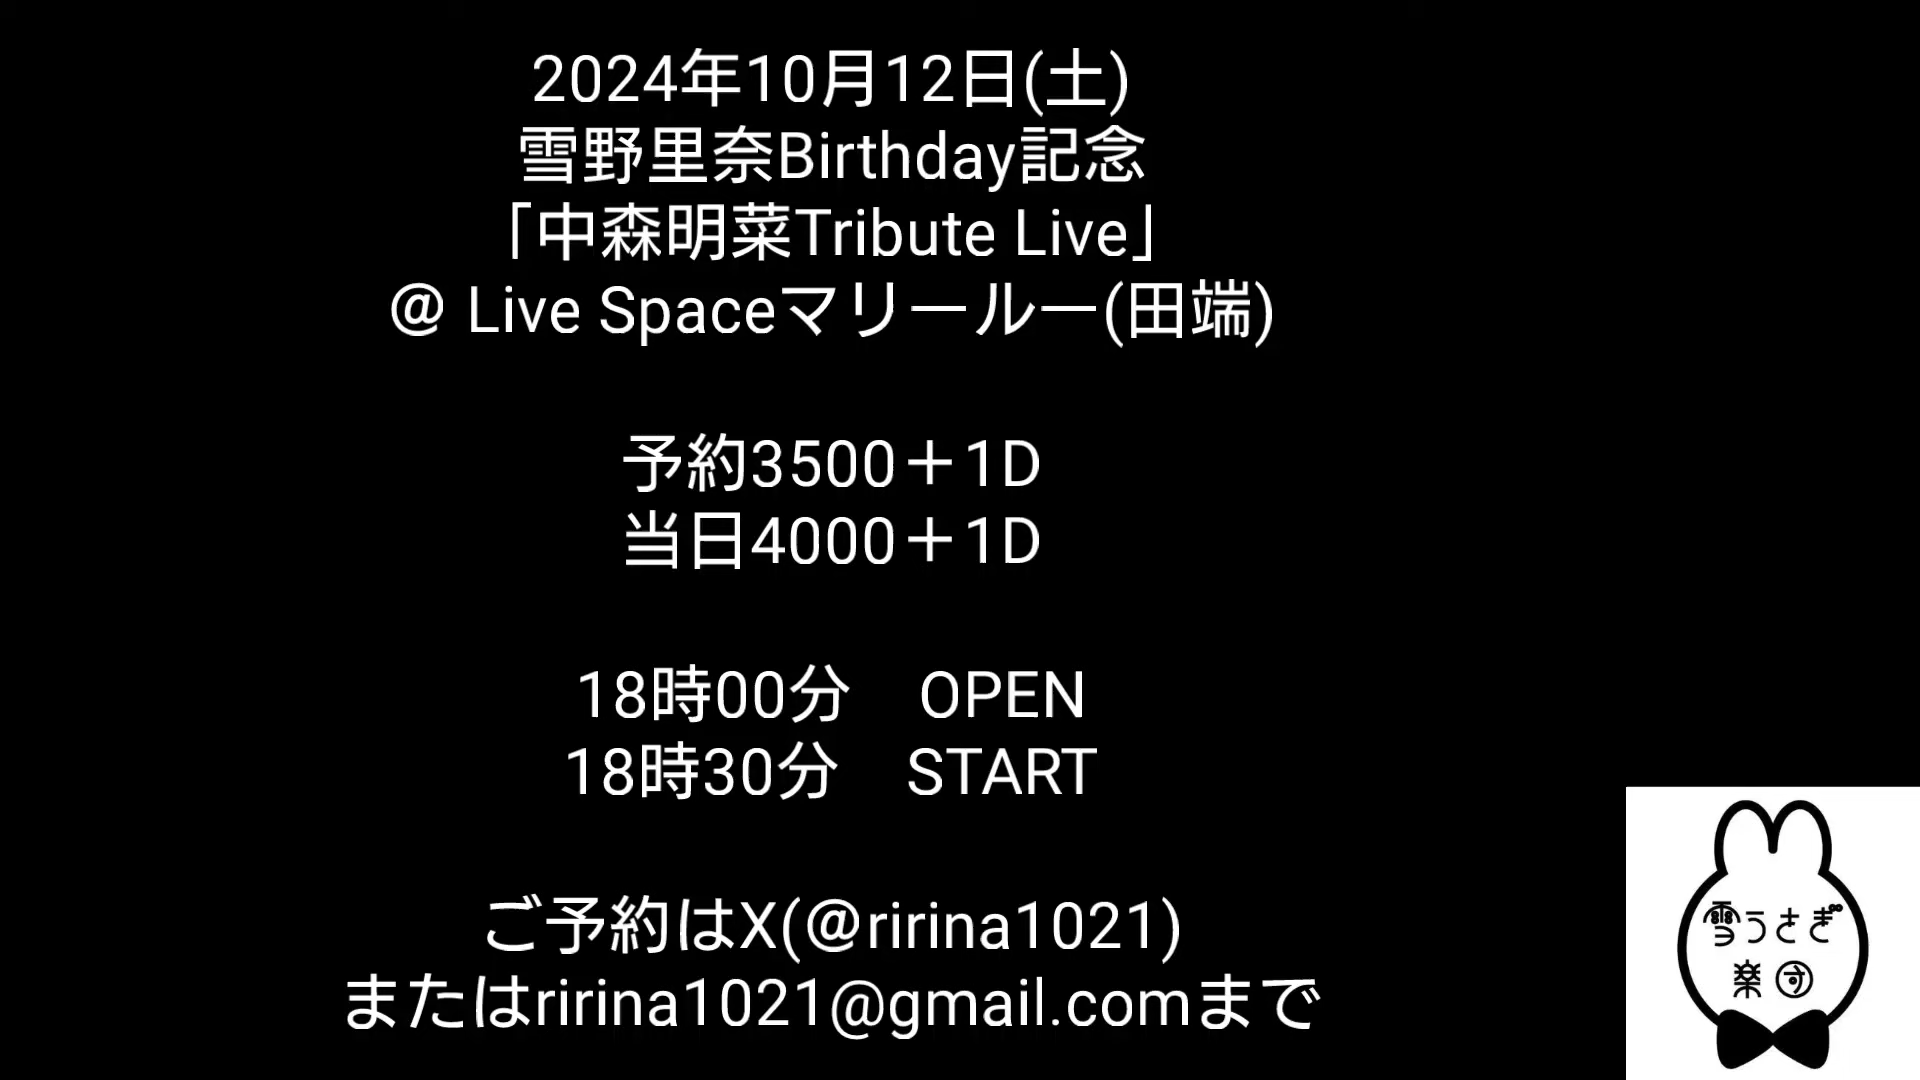 2024年10月12日(土)
雪野里奈Birthday記念
「中森明菜Tribute Live」
@ Live Spaceマリールー(田端)
予約3500＋1D
当日4000＋1D
18時00分　OPEN
18時30分　START
ご予約はX(@ririna1021)
またはririna1021@gmail.comまで
雪うさぎ
楽団